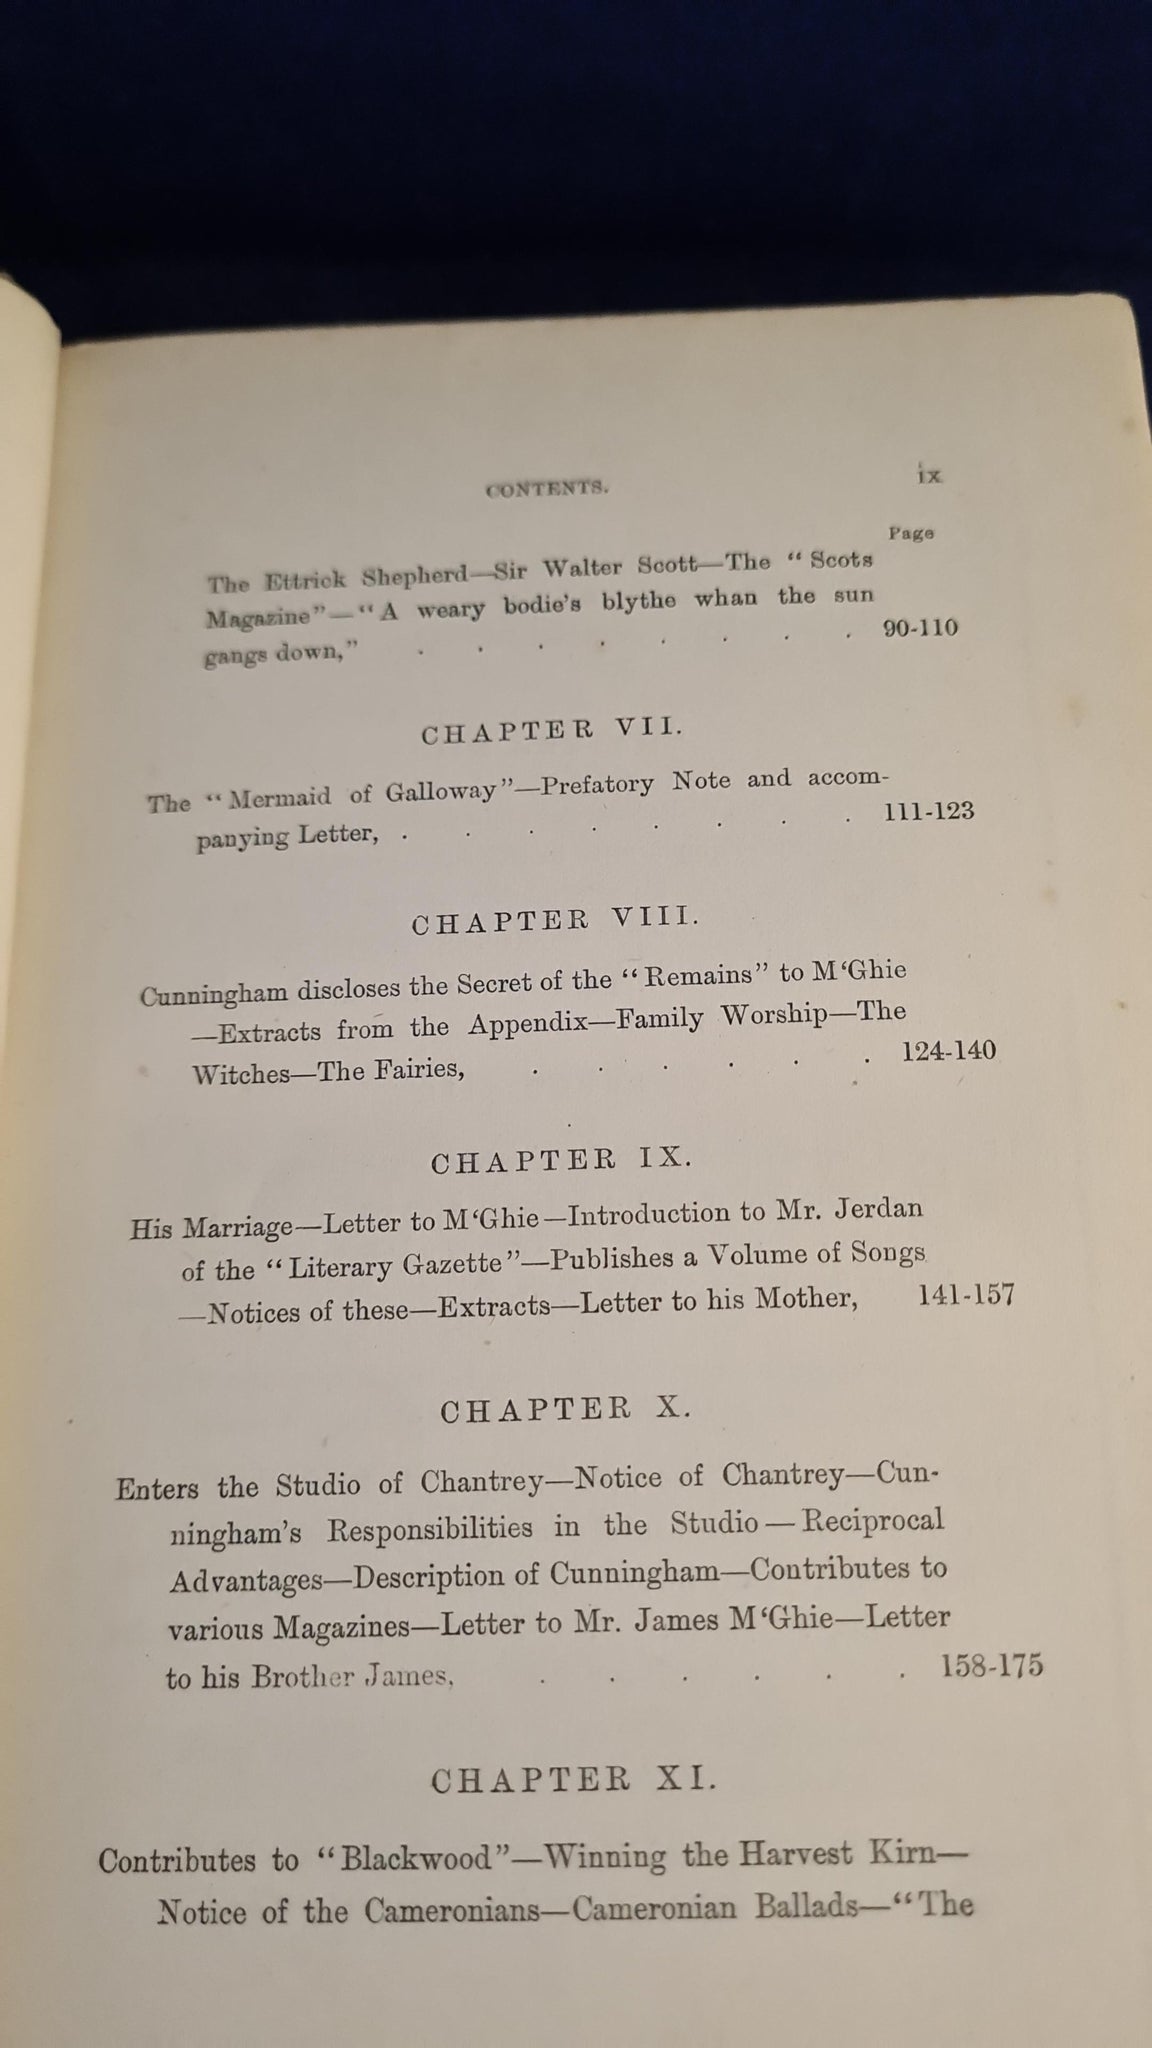 CONTENTS. ix
Page
The Ettrick Shepherd—Sir Walter Scott—The “Scots
Magazine”—“A weary bodie's blythe whan the sun
gangs down,” . . . . . . . . 90-110
CHAPTER VII.
The “Mermaid of Galloway”—Prefatory Note and accom-
panying Letter, . . . . . . . . 111-123
CHAPTER VIII.
Cunningham discloses the Secret of the “Remains” to M‘Ghie
—Extracts from the Appendix—Family Worship—The
Witches—The Fairies, . . . . . . 124-140
CHAPTER IX.
His Marriage—Letter to M‘Ghie—Introduction to Mr. Jerdan
of the “Literary Gazette”—Publishes a Volume of Songs
—Notices of these—Extracts—Letter to his Mother, 141-157
CHAPTER X.
Enters the Studio of Chantrey—Notice of Chantrey—Cun-
ningham's Responsibilities in the Studio—Reciprocal
Advantages—Description of Cunningham—Contributes to
various Magazines—Letter to Mr. James M‘Ghie—Letter
to his Brother James, . . . . . . 158-175
CHAPTER XI.
Contributes to “Blackwood”—Winning the Harvest Kirn—
Notice of the Cameronians—Cameronian Ballads—“The